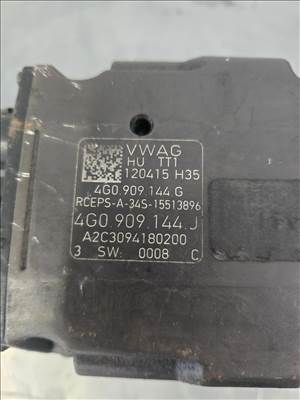 VWAG
HU TT1
120415 H35
4G0.909.144.G
RCEPS-A-34S-15513896
4G0.909.144.J
A2C3094180200
3 SW: 0008 C